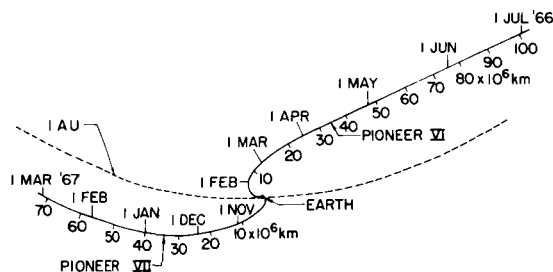 1 JUL '66
100
1 JUN
90
80 x 10⁶ km
70
1 MAY
60
50
40
1 APR
30
PIONEER VI
20
1 AU
1 MAR
10
1 FEB
EARTH
1 MAR '67
70
1 FEB
60
50
1 JAN
40
30
1 DEC
20
1 NOV
10 x 10⁶ km
PIONEER VII